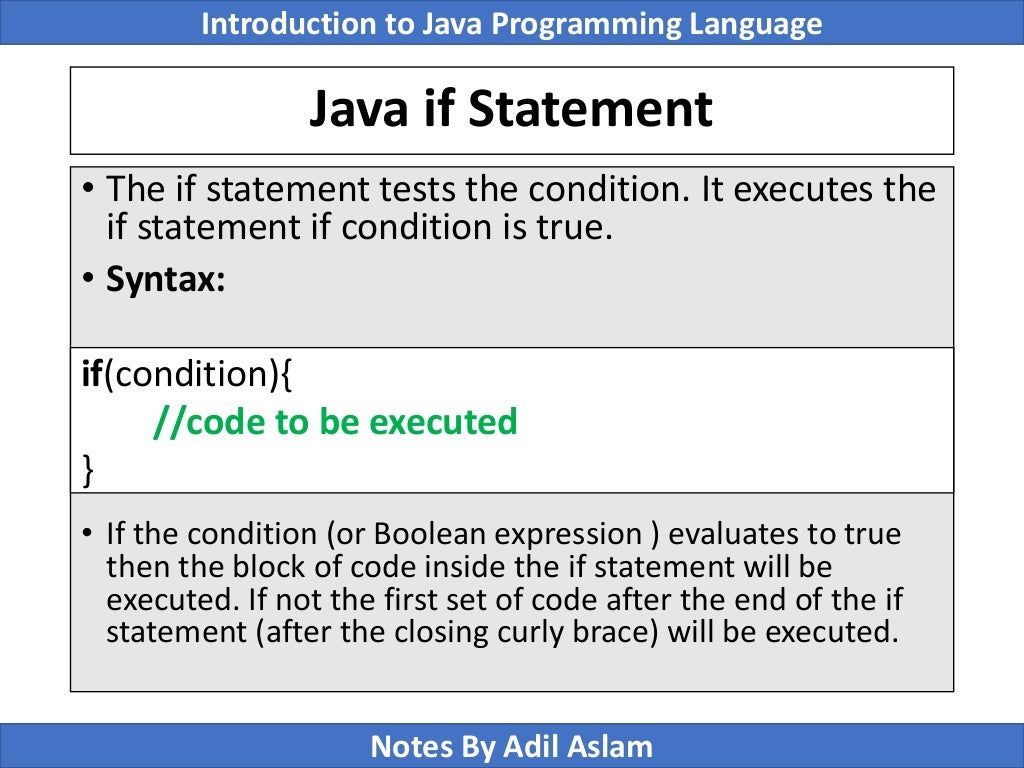 Introduction to Java Programming Language
Java if Statement
• The if statement tests the condition. It executes the
if statement if condition is true.
• Syntax:
if(condition){
//code to be executed
}
• If the condition (or Boolean expression ) evaluates to true
then the block of code inside the if statement will be
executed. If not the first set of code after the end of the if
statement (after the closing curly brace) will be executed.
Notes By Adil Aslam